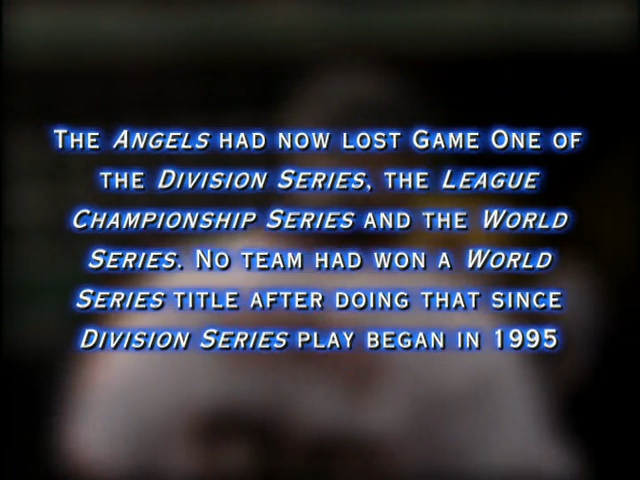 The Angels had now lost Game One of
the Division Series, the League
Championship Series and the World
Series. No team had won a World
Series title after doing that since
Division Series play began in 1995